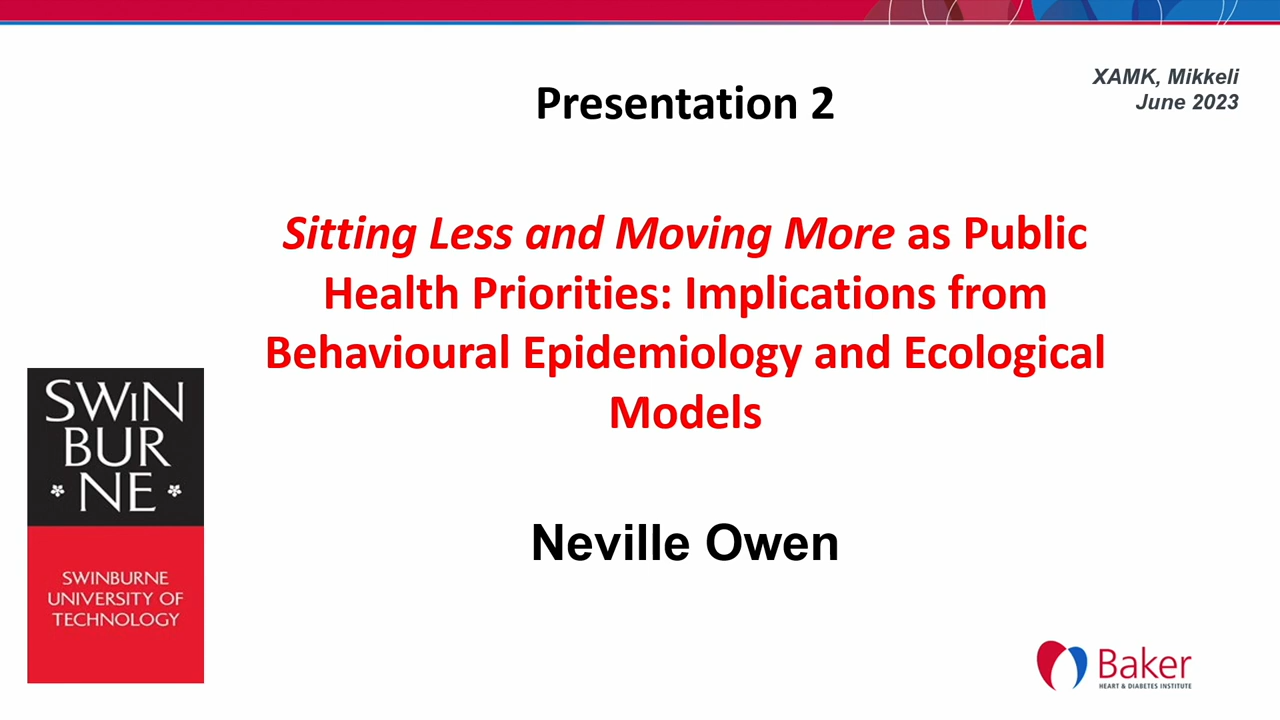 XAMK, Mikkeli
June 2023
Presentation 2
Sitting Less and Moving More as Public
Health Priorities: Implications from
Behavioural Epidemiology and Ecological
Models
Neville Owen
SWiN
BUR
NE
SWINBURNE
UNIVERSITY OF
TECHNOLOGY
Baker
HEART & DIABETES INSTITUTE